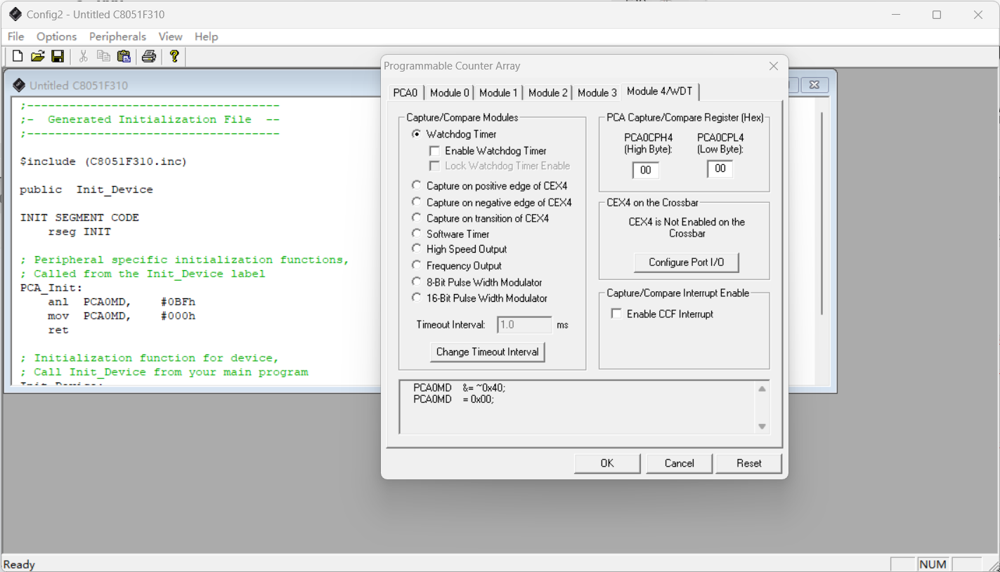 Config2 - Untitled C8051F310
File Options Peripherals View Help
Untitled C8051F310
;-----------------------------------
;-  Generated Initialization File  --
;-----------------------------------
$include (C8051F310.inc)
public  Init_Device
INIT SEGMENT CODE
rseg INIT
; Peripheral specific initialization functions,
; Called from the Init_Device label
PCA_Init:
anl  PCA0MD,    #0BFh
mov  PCA0MD,    #000h
ret
; Initialization function for device,
; Call Init_Device from your main program
Init_Device:
Programmable Counter Array
PCA0 Module 0 Module 1 Module 2 Module 3 Module 4/WDT
Capture/Compare Modules
Watchdog Timer
Enable Watchdog Timer
Lock Watchdog Timer Enable
Capture on positive edge of CEX4
Capture on negative edge of CEX4
Capture on transition of CEX4
Software Timer
High Speed Output
Frequency Output
8-Bit Pulse Width Modulator
16-Bit Pulse Width Modulator
Timeout Interval: 1.0 ms
Change Timeout Interval
PCA Capture/Compare Register (Hex)
PCA0CPH4 PCA0CPL4
(High Byte): (Low Byte):
00 00
CEX4 on the Crossbar
CEX4 is Not Enabled on the
Crossbar
Configure Port I/O
Capture/Compare Interrupt Enable
Enable CCF Interrupt
PCA0MD &= ~0x40;
PCA0MD = 0x00;
OK Cancel Reset
Ready NUM